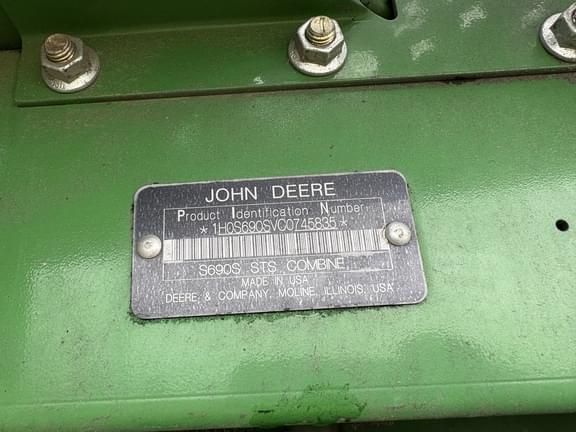 JOHN DEERE
Product Identification Number
*1H0S690SVC0745835*
S690S STS COMBINE
MADE IN USA
DEERE & COMPANY, MOLINE, ILLINOIS, USA